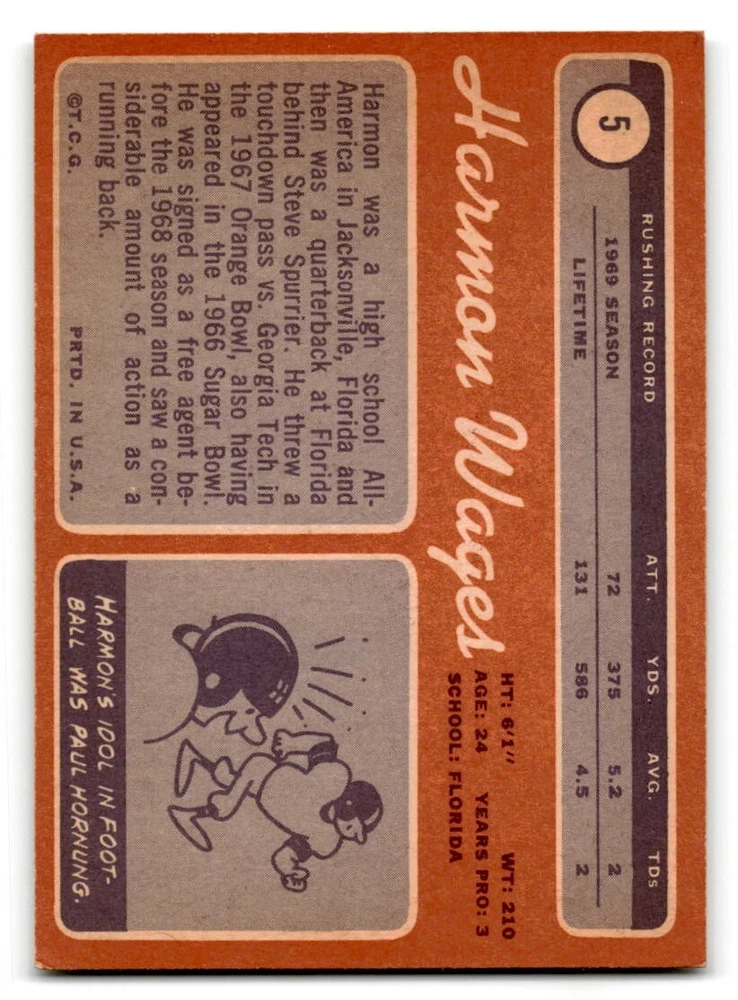 5
RUSHING RECORD ATT. YDS. AVG. TDs
1969 SEASON 72 375 5.2 2
LIFETIME 131 586 4.5 2
Harmon Wages
HT: 6'1" WT: 210
AGE: 24 YEARS PRO: 3
SCHOOL: FLORIDA
Harmon was a high school All-
America in Jacksonville, Florida and
then was a quarterback at Florida
behind Steve Spurrier. He threw a
touchdown pass vs. Georgia Tech in
the 1967 Orange Bowl, also having
appeared in the 1966 Sugar Bowl.
He was signed as a free agent be-
fore the 1968 season and saw a con-
siderable amount of action as a
running back.
©T.C.G. PRTD. IN U.S.A.
HARMON'S IDOL IN FOOT-
BALL WAS PAUL HORNUNG.